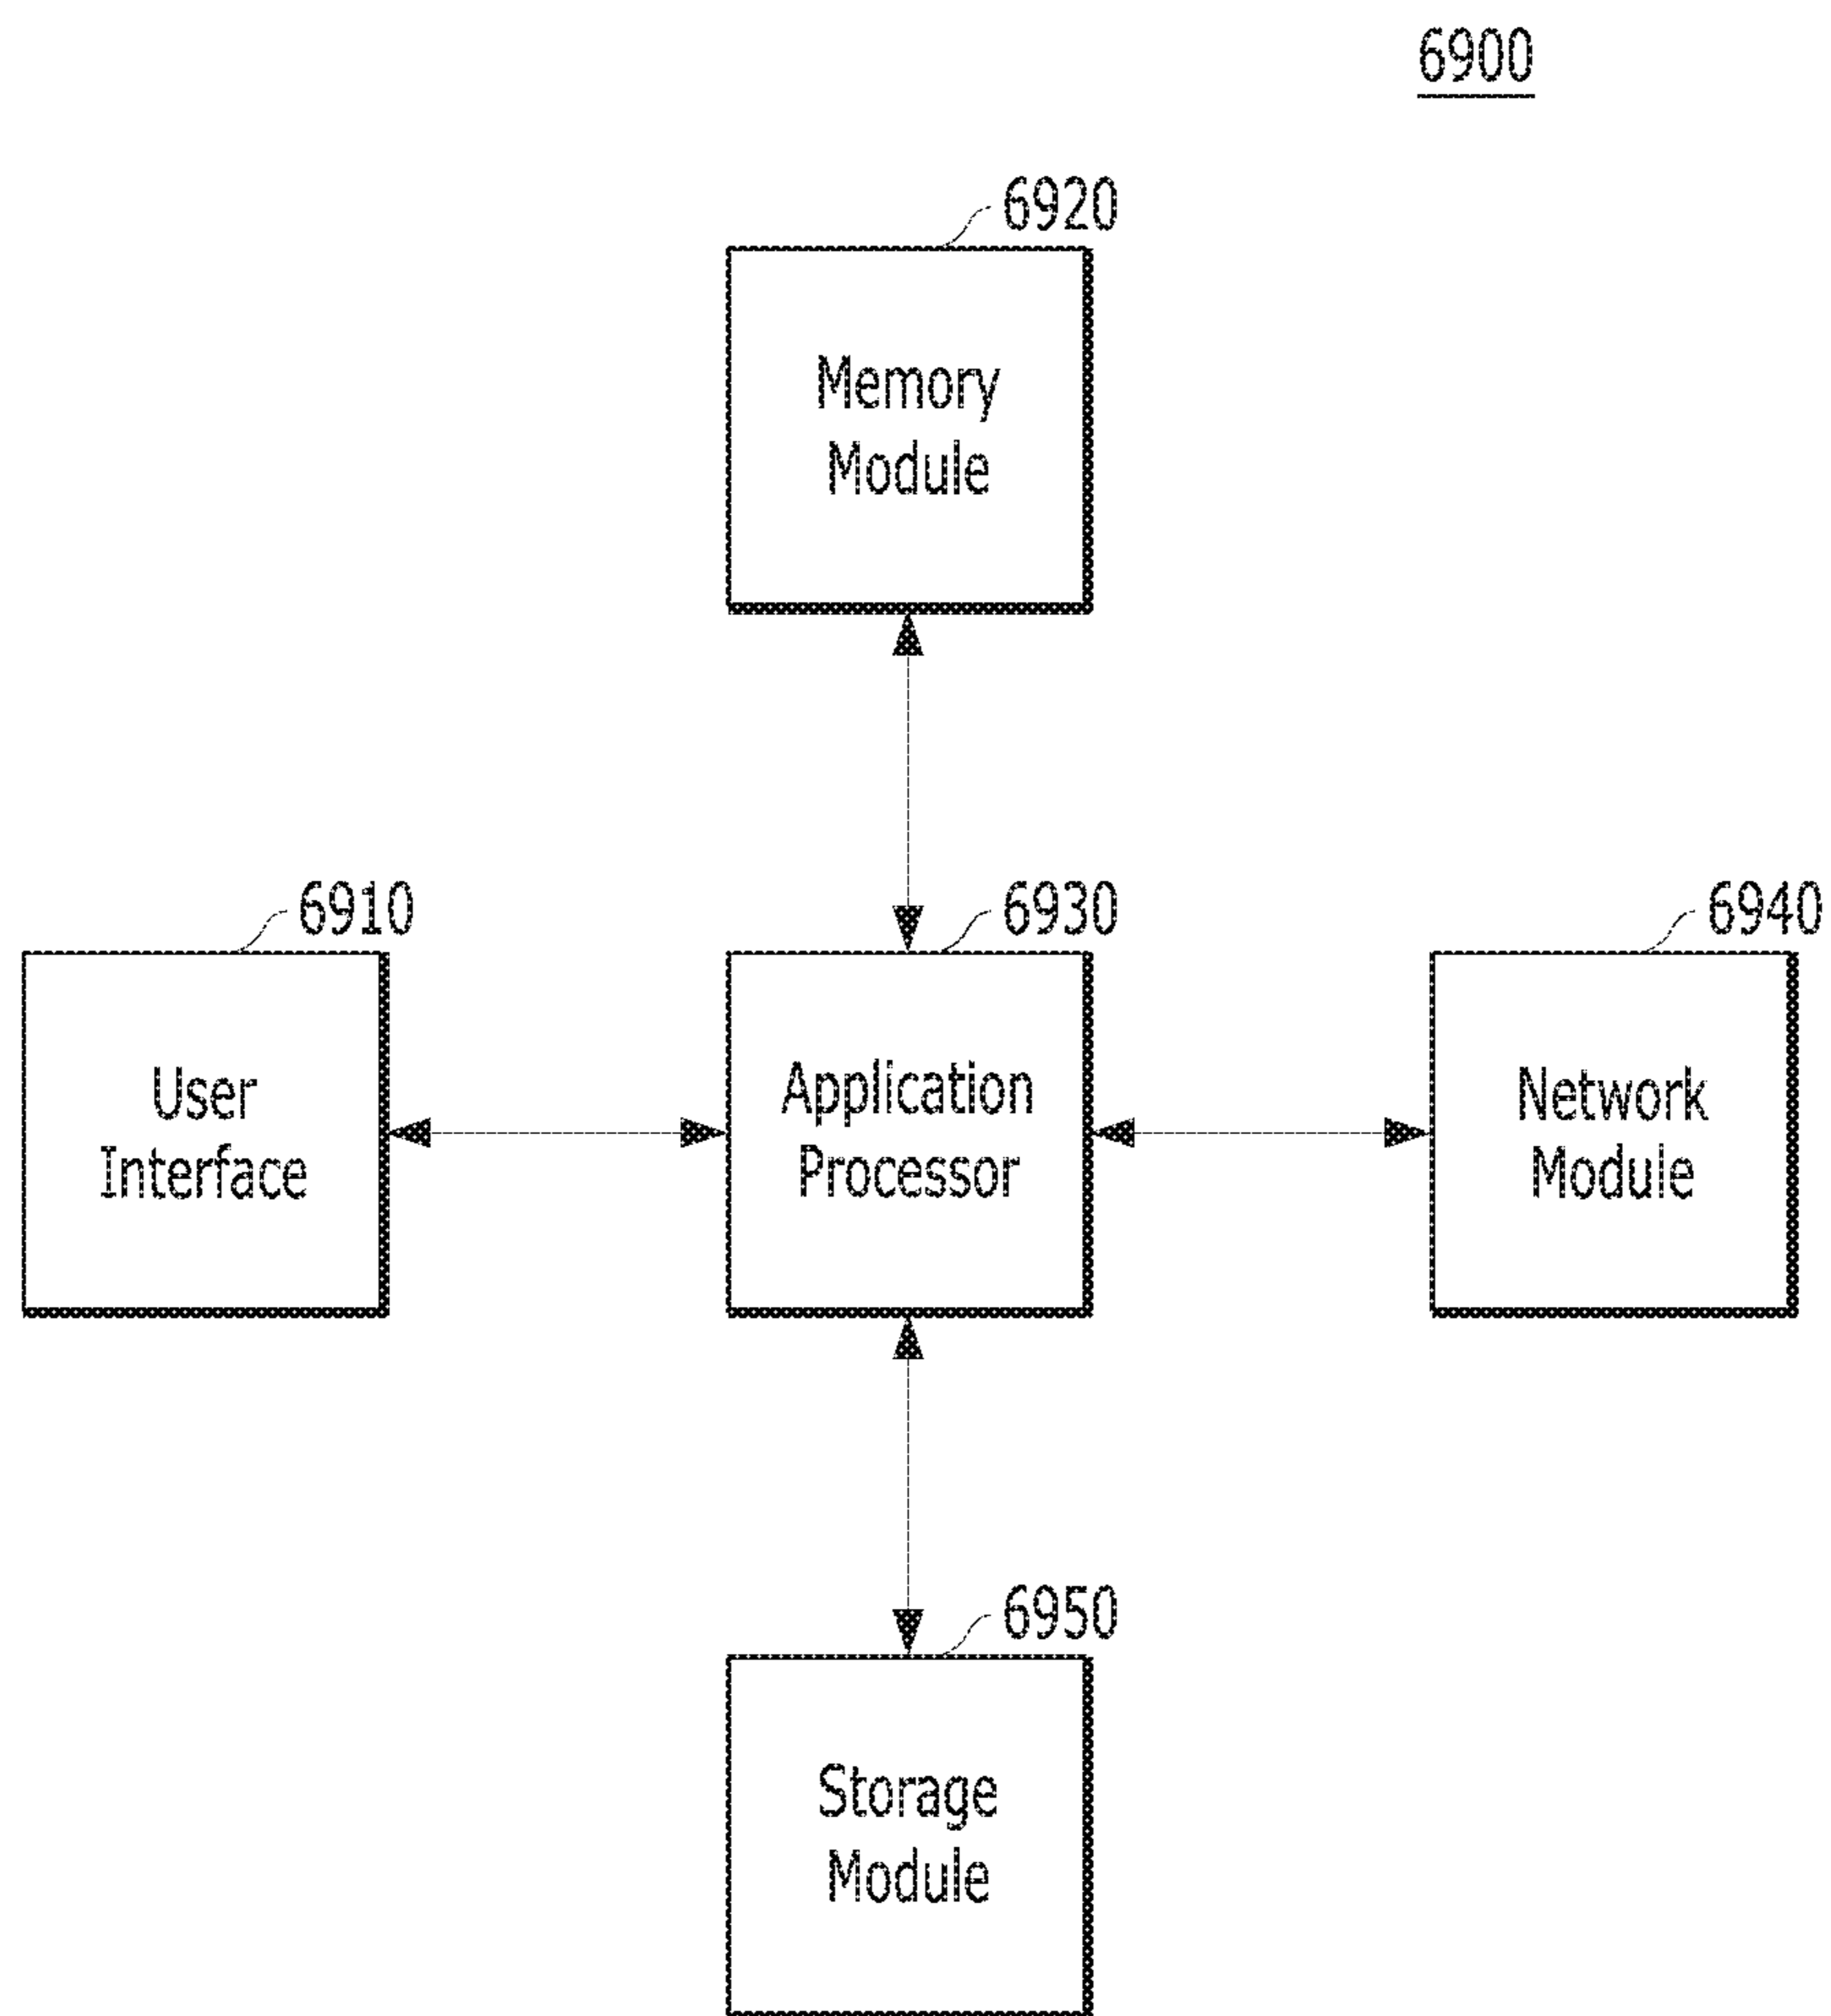 6900
6920
Memory
Module
6910
User
Interface
6930
Application
Processor
6940
Network
Module
6950
Storage
Module